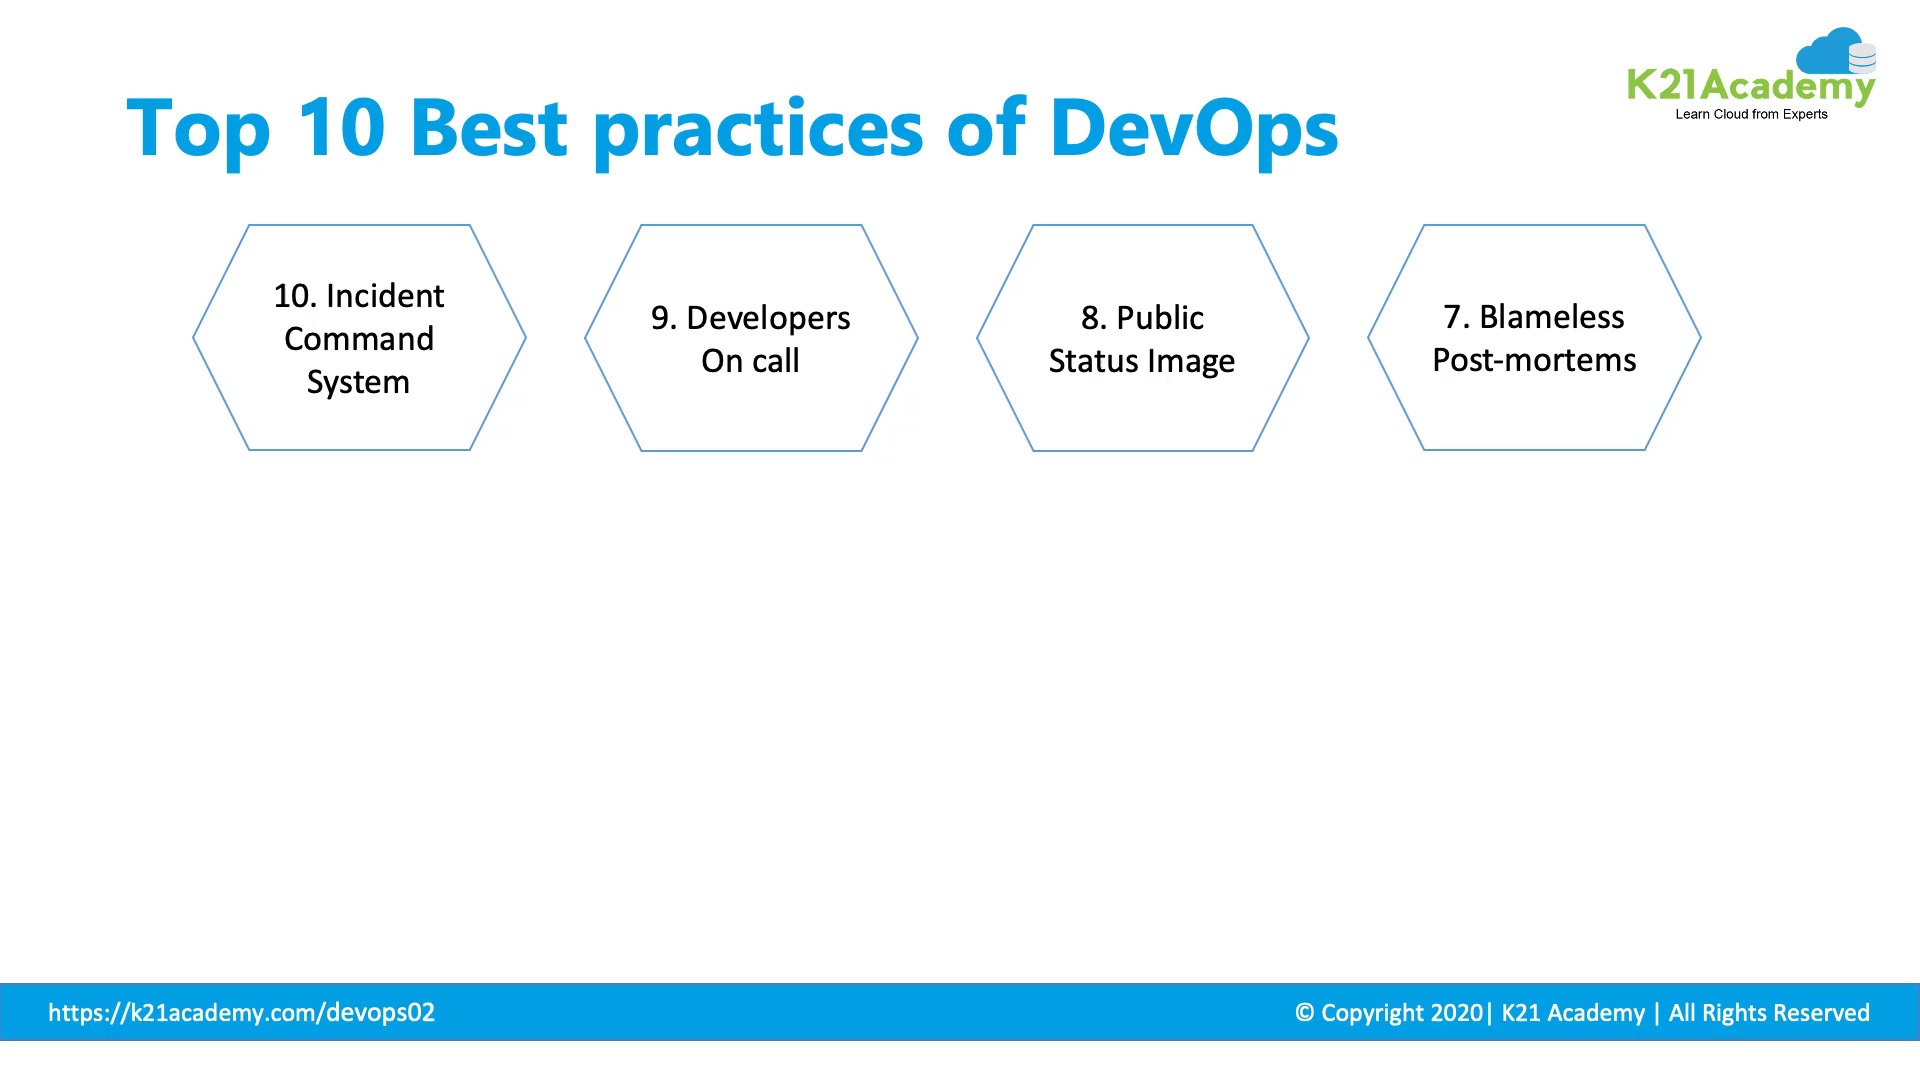 K21Academy
Learn Cloud from Experts
Top 10 Best practices of DevOps
10. Incident
Command
System
9. Developers
On call
8. Public
Status Image
7. Blameless
Post-mortems
https://k21academy.com/devops02
© Copyright 2020| K21 Academy | All Rights Reserved